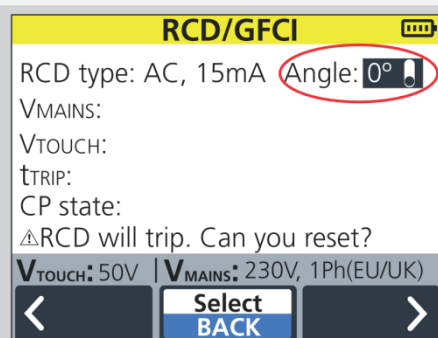 RCD/GFCI
RCD type: AC, 15mA Angle: 0°
VMAINS:
VTOUCH:
tTRIP:
CP state:
⚠RCD will trip. Can you reset?
VTOUCH: 50V | VMAINS: 230V, 1Ph(EU/UK)
Select
BACK